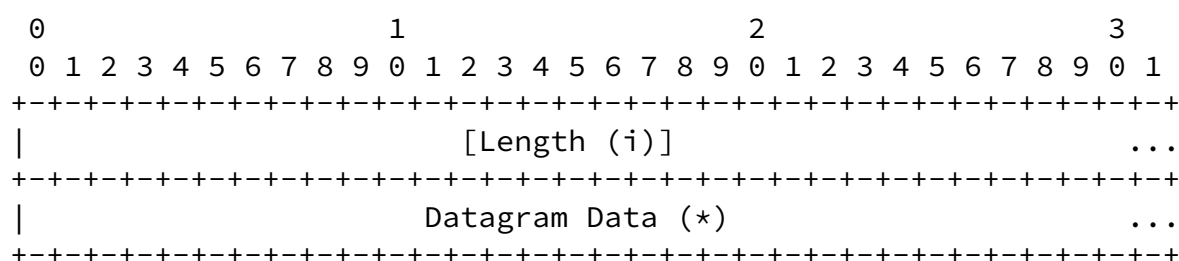 0                   1                   2                   3
 0 1 2 3 4 5 6 7 8 9 0 1 2 3 4 5 6 7 8 9 0 1 2 3 4 5 6 7 8 9 0 1
+-+-+-+-+-+-+-+-+-+-+-+-+-+-+-+-+-+-+-+-+-+-+-+-+-+-+-+-+-+-+-+-+
|                        [Length (i)]                         ...
+-+-+-+-+-+-+-+-+-+-+-+-+-+-+-+-+-+-+-+-+-+-+-+-+-+-+-+-+-+-+-+-+
|                      Datagram Data (*)                      ...
+-+-+-+-+-+-+-+-+-+-+-+-+-+-+-+-+-+-+-+-+-+-+-+-+-+-+-+-+-+-+-+-+